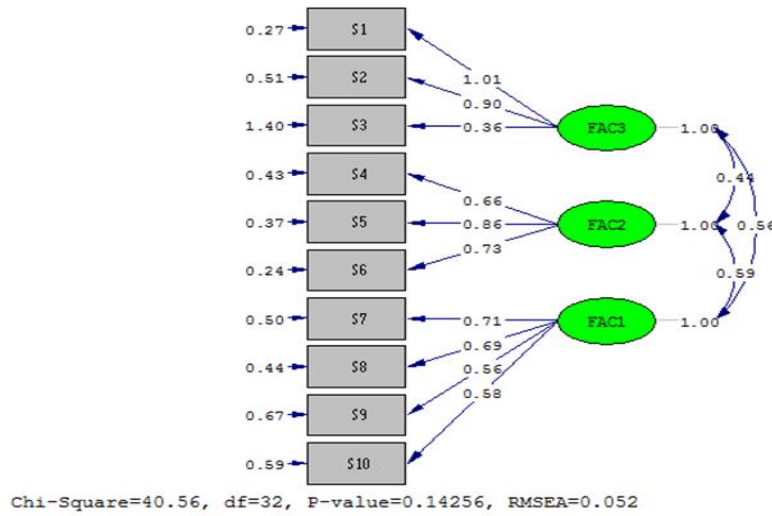 0.27 S1
1.01
0.51 S2
0.90
1.40 S3 0.36 FAC3 1.00
0.43 S4 0.44
0.66
0.37 S5 0.86 FAC2 1.00 0.56
0.73
0.24 S6 0.59
0.50 S7 0.71 FAC1 1.00
0.69
0.44 S8 0.56
0.58
0.67 S9
0.59 S10
Chi-Square=40.56, df=32, P-value=0.14256, RMSEA=0.052